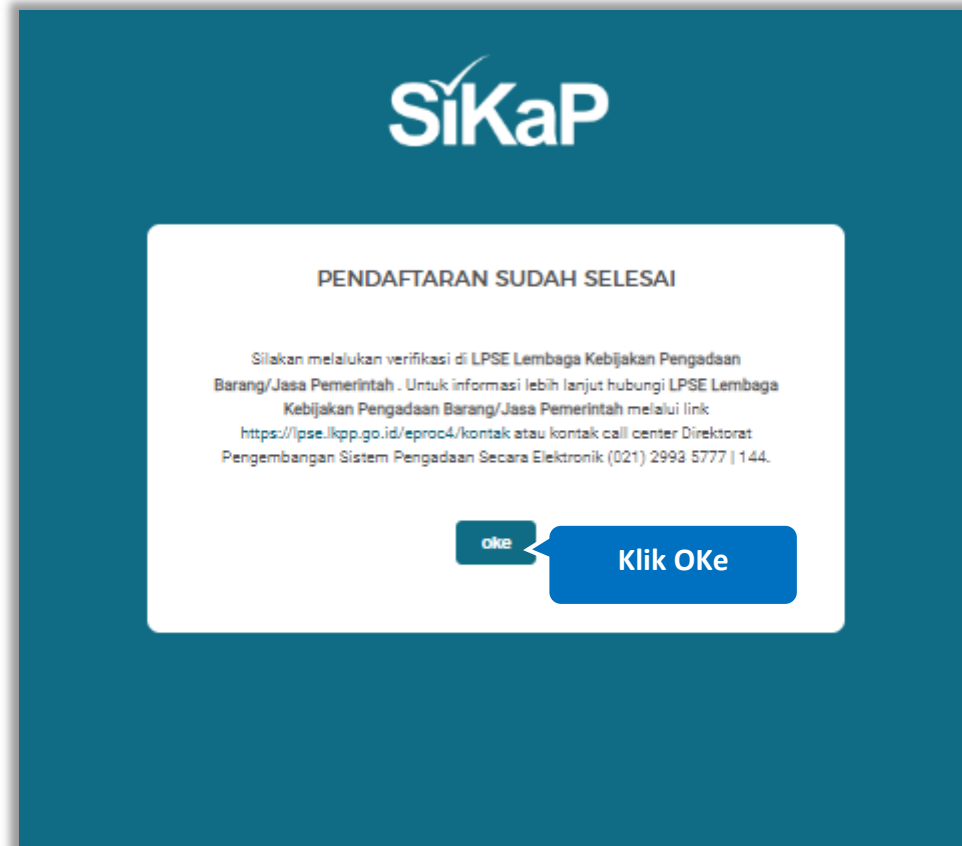 SiKaP
PENDAFTARAN SUDAH SELESAI
Silakan melalukan verifikasi di LPSE Lembaga Kebijakan Pengadaan
Barang/Jasa Pemerintah . Untuk informasi lebih lanjut hubungi LPSE Lembaga
Kebijakan Pengadaan Barang/Jasa Pemerintah melalui link
https://lpse.lkpp.go.id/eproc4/kontak atau kontak call center Direktorat
Pengembangan Sistem Pengadaan Secara Elektronik (021) 2993 5777 | 144.
oke
Klik OKe